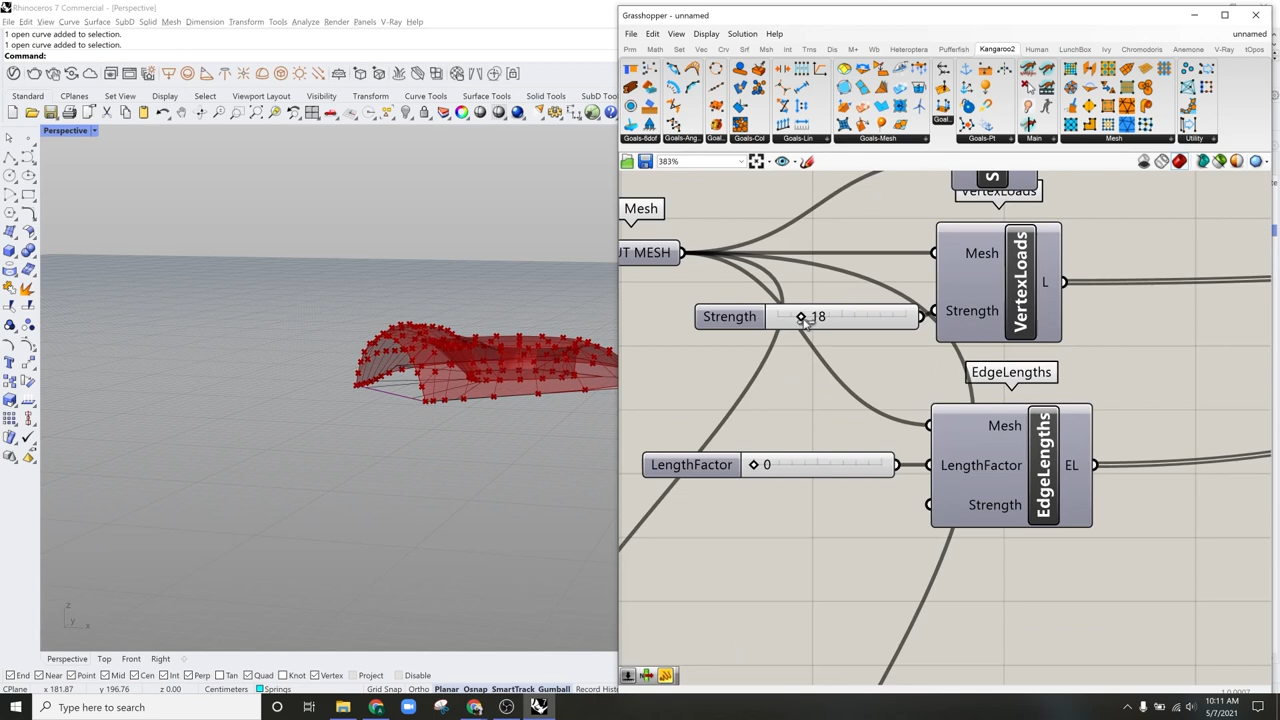 Rhinoceros 7 Commercial - [Perspective]
File Edit View Curve Surface SubD Solid Mesh Dimension Transform Tools Analyze Render Panels V-Ray Help
1 open curve added to selection.
1 open curve added to selection.
Command:
Standard CPlanes Set View Display Select Viewport Layout Visibility Transform Curve Tools Surface Tools Solid Tools SubD To
Perspective
z
y x
Perspective Top Front Right
End Near Point Mid Cen Int Perp Tan Quad Knot Vertex Project Disable
CPlane x 181.87 y 196.76 z 0.00 Centimeters Springs Grid Snap Ortho Planar Osnap SmartTrack Gumball Record Histo
Grasshopper - unnamed
File Edit View Display Solution Help unnamed
Prm Math Set Vec Crv Srf Msh Int Trns Dis M+ Wb Heteroptera Pufferfish Kangaroo2 Human LunchBox Ivy Chromodoris Anemone V-Ray tOpos
Goal..
Goals-6dof Goals-Ang... Goal... Goals-Col Goals-Lin Goals-Mesh Goals-Pt Main Mesh Utility
383%
S
VertexLoads
Mesh
UT MESH
Mesh
Strength
VertexLoads
L
Strength 18
EdgeLengths
Mesh
LengthFactor
Strength
EdgeLengths
EL
LengthFactor 0
1.0.0007
Type here to search
10:11 AM
5/7/2021